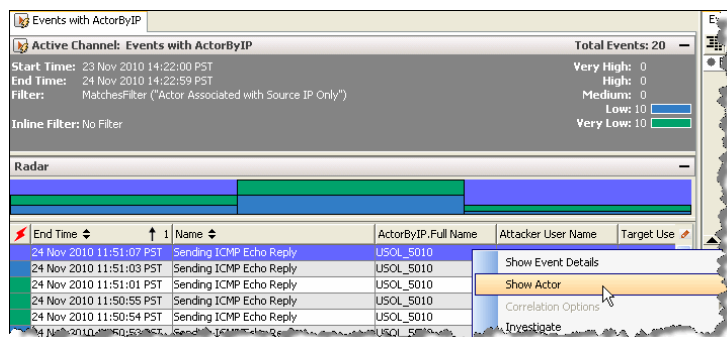 Events with ActorByIP
Active Channel: Events with ActorByIP Total Events: 20
Start Time: 23 Nov 2010 14:22:00 PST Very High: 0
End Time: 24 Nov 2010 14:22:59 PST High: 0
Filter: MatchesFilter ("Actor Associated with Source IP Only") Medium: 0
Low: 10
Inline Filter: No Filter Very Low: 10
Radar
End Time 1 Name ActorByIP.Full Name Attacker User Name Target Use
24 Nov 2010 11:51:07 PST Sending ICMP Echo Reply USOL_5010
24 Nov 2010 11:51:03 PST Sending ICMP Echo Reply USOL_5010
24 Nov 2010 11:51:01 PST Sending ICMP Echo Reply USOL_5010
24 Nov 2010 11:50:55 PST Sending ICMP Echo Reply USOL_5010
24 Nov 2010 11:50:54 PST Sending ICMP Echo Reply USOL_5010
Show Event Details
Show Actor
Correlation Options
Investigate